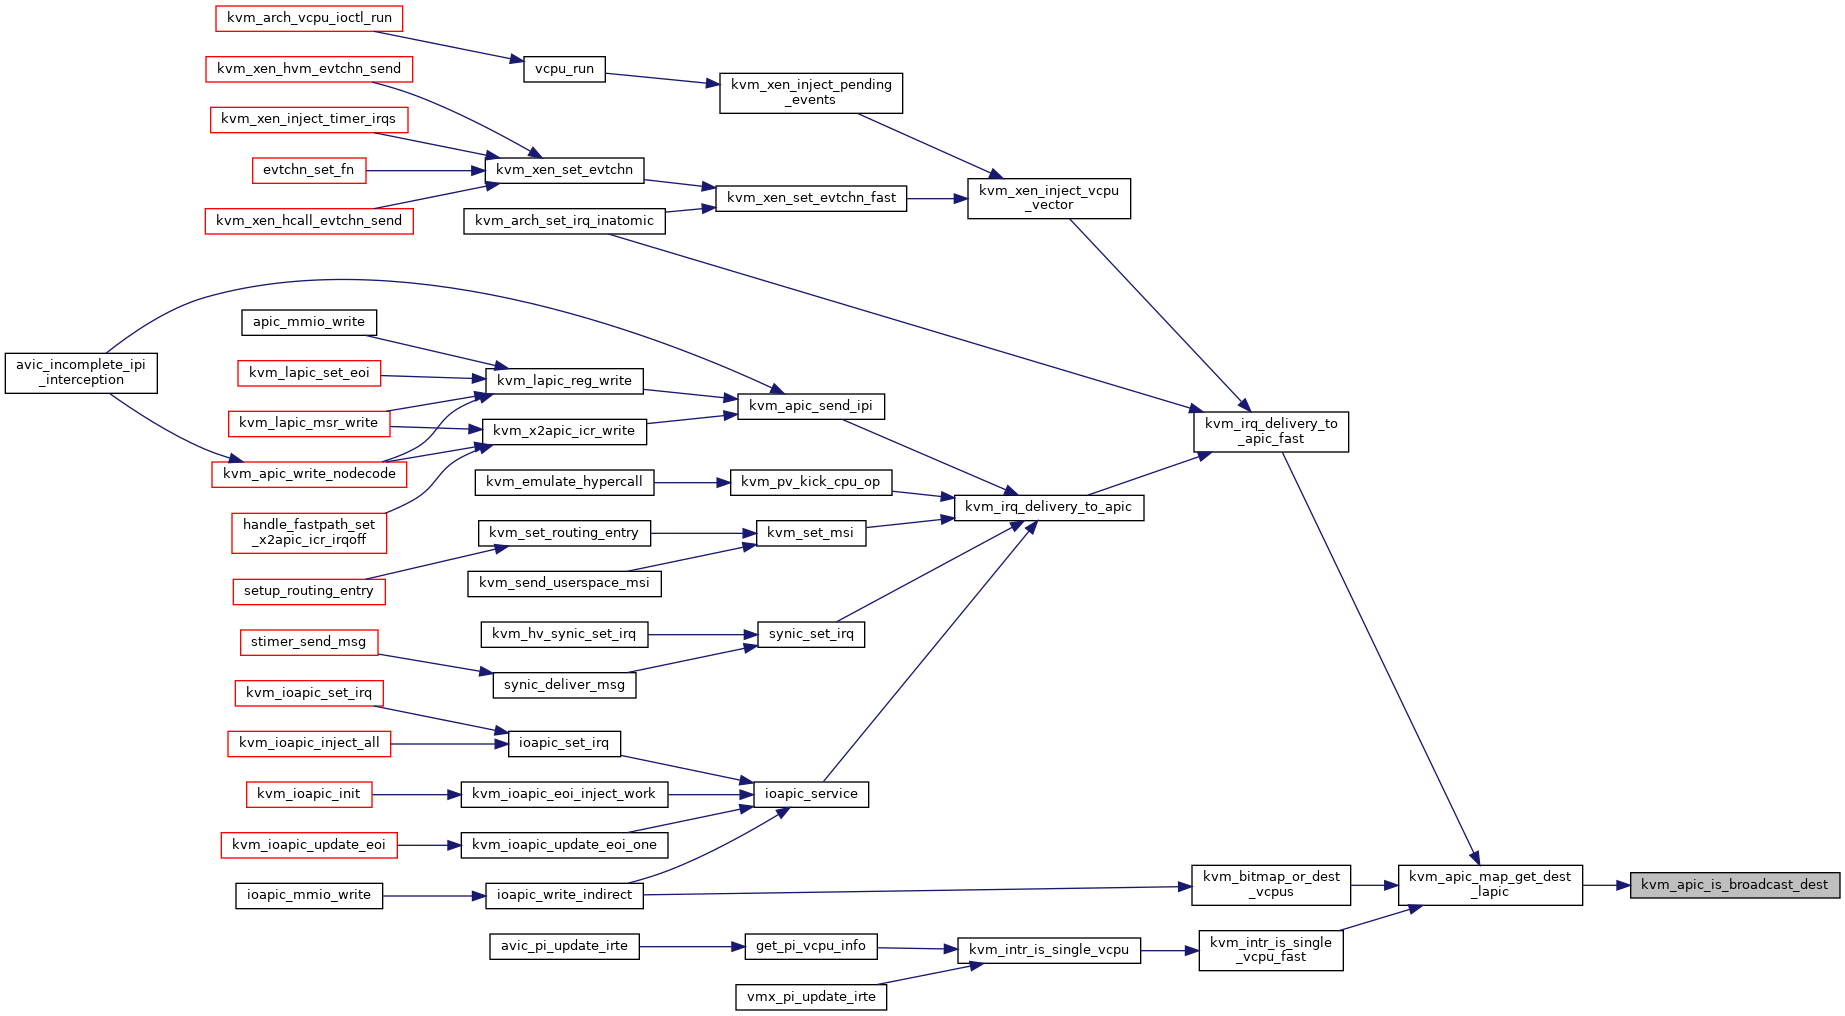 kvm_arch_vcpu_ioctl_run
kvm_xen_hvm_evtchn_send
vcpu_run
kvm_xen_inject_pending
_events
kvm_xen_inject_timer_irqs
evtchn_set_fn
kvm_xen_set_evtchn
kvm_xen_hcall_evtchn_send
kvm_arch_set_irq_inatomic
kvm_xen_set_evtchn_fast
kvm_xen_inject_vcpu
_vector
apic_mmio_write
avic_incomplete_ipi
_interception
kvm_lapic_set_eoi
kvm_lapic_reg_write
kvm_lapic_msr_write
kvm_x2apic_icr_write
kvm_apic_send_ipi
kvm_irq_delivery_to
_apic_fast
kvm_apic_write_nodecode
kvm_emulate_hypercall
kvm_pv_kick_cpu_op
kvm_irq_delivery_to_apic
handle_fastpath_set
_x2apic_icr_irqoff
kvm_set_routing_entry
kvm_set_msi
setup_routing_entry
kvm_send_userspace_msi
stimer_send_msg
kvm_hv_synic_set_irq
synic_set_irq
synic_deliver_msg
kvm_ioapic_set_irq
kvm_ioapic_inject_all
ioapic_set_irq
kvm_ioapic_init
kvm_ioapic_eoi_inject_work
ioapic_service
kvm_ioapic_update_eoi
kvm_ioapic_update_eoi_one
ioapic_mmio_write
ioapic_write_indirect
kvm_bitmap_or_dest
_vcpus
kvm_apic_map_get_dest
_lapic
kvm_apic_is_broadcast_dest
avic_pi_update_irte
get_pi_vcpu_info
kvm_intr_is_single_vcpu
kvm_intr_is_single
_vcpu_fast
vmx_pi_update_irte